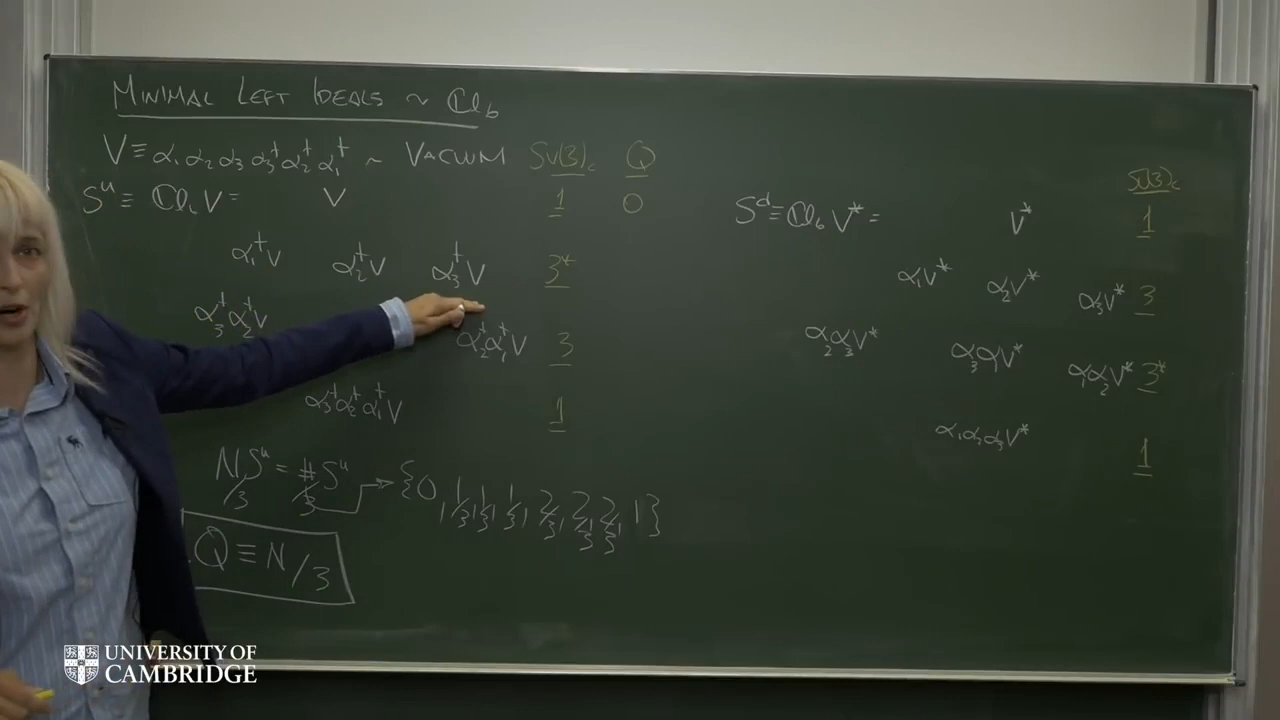 MINIMAL LEFT IDEALS ~ ℂl₆
V ≡ α₁α₂α₃α₃†α₂†α₁† ~ VACUUM SU(3)c Q
Sᵘ ≡ ℂl₆V = V 1 0
α₁†V α₂†V α₃†V 3*
α₃†α₂†V α₂†α₁†V 3
α₃†α₂†α₁†V 1
N/3 Sᵘ = #/3 Sᵘ → {0, 1/3, 1/3, 1/3, 2/3, 2/3, 2/3, 1}
Q ≡ N/3
SU(3)c
Sᵈ ≡ ℂl₆V* = V* 1
α₁V* α₂V* α₃V* 3
α₂α₃V* α₃α₁V* α₁α₂V* 3*
α₁α₂α₃V* 1
UNIVERSITY OF
CAMBRIDGE